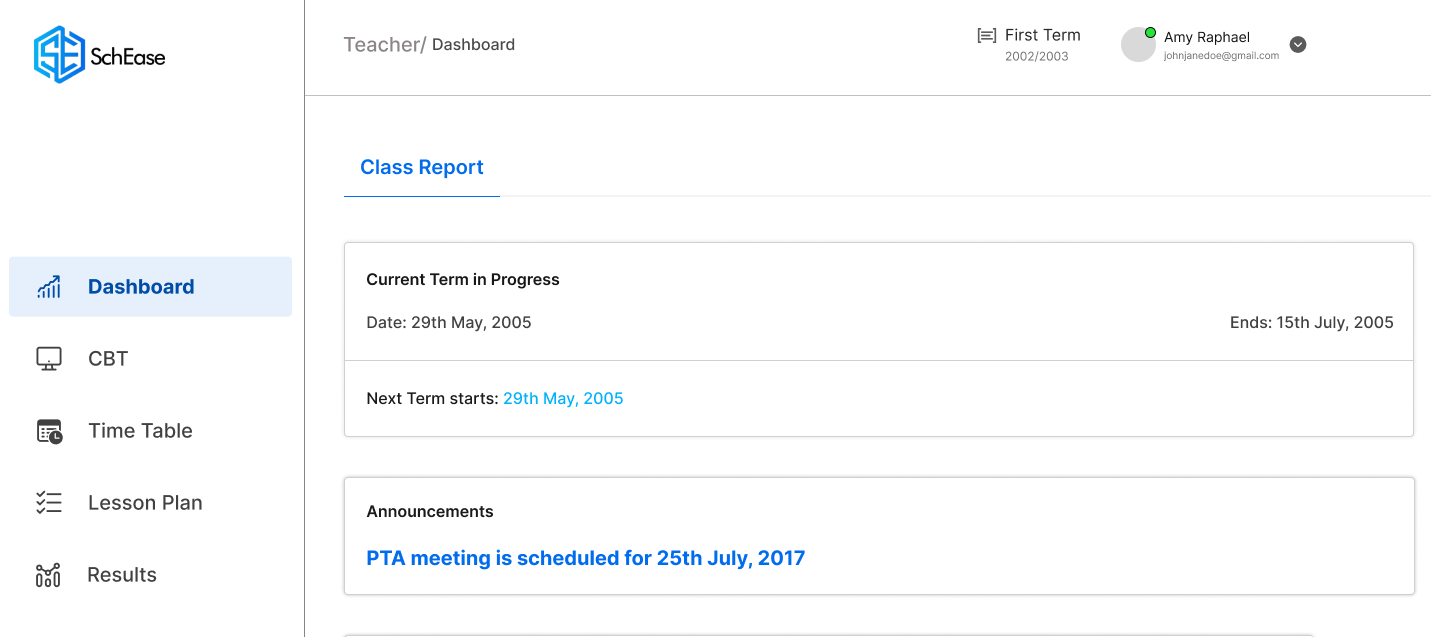 SchEase
Teacher/ Dashboard
First Term
2002/2003
Amy Raphael
johnjanedoe@gmail.com
Class Report
Dashboard
CBT
Time Table
Lesson Plan
Results
Current Term in Progress
Date: 29th May, 2005
Ends: 15th July, 2005
Next Term starts: 29th May, 2005
Announcements
PTA meeting is scheduled for 25th July, 2017